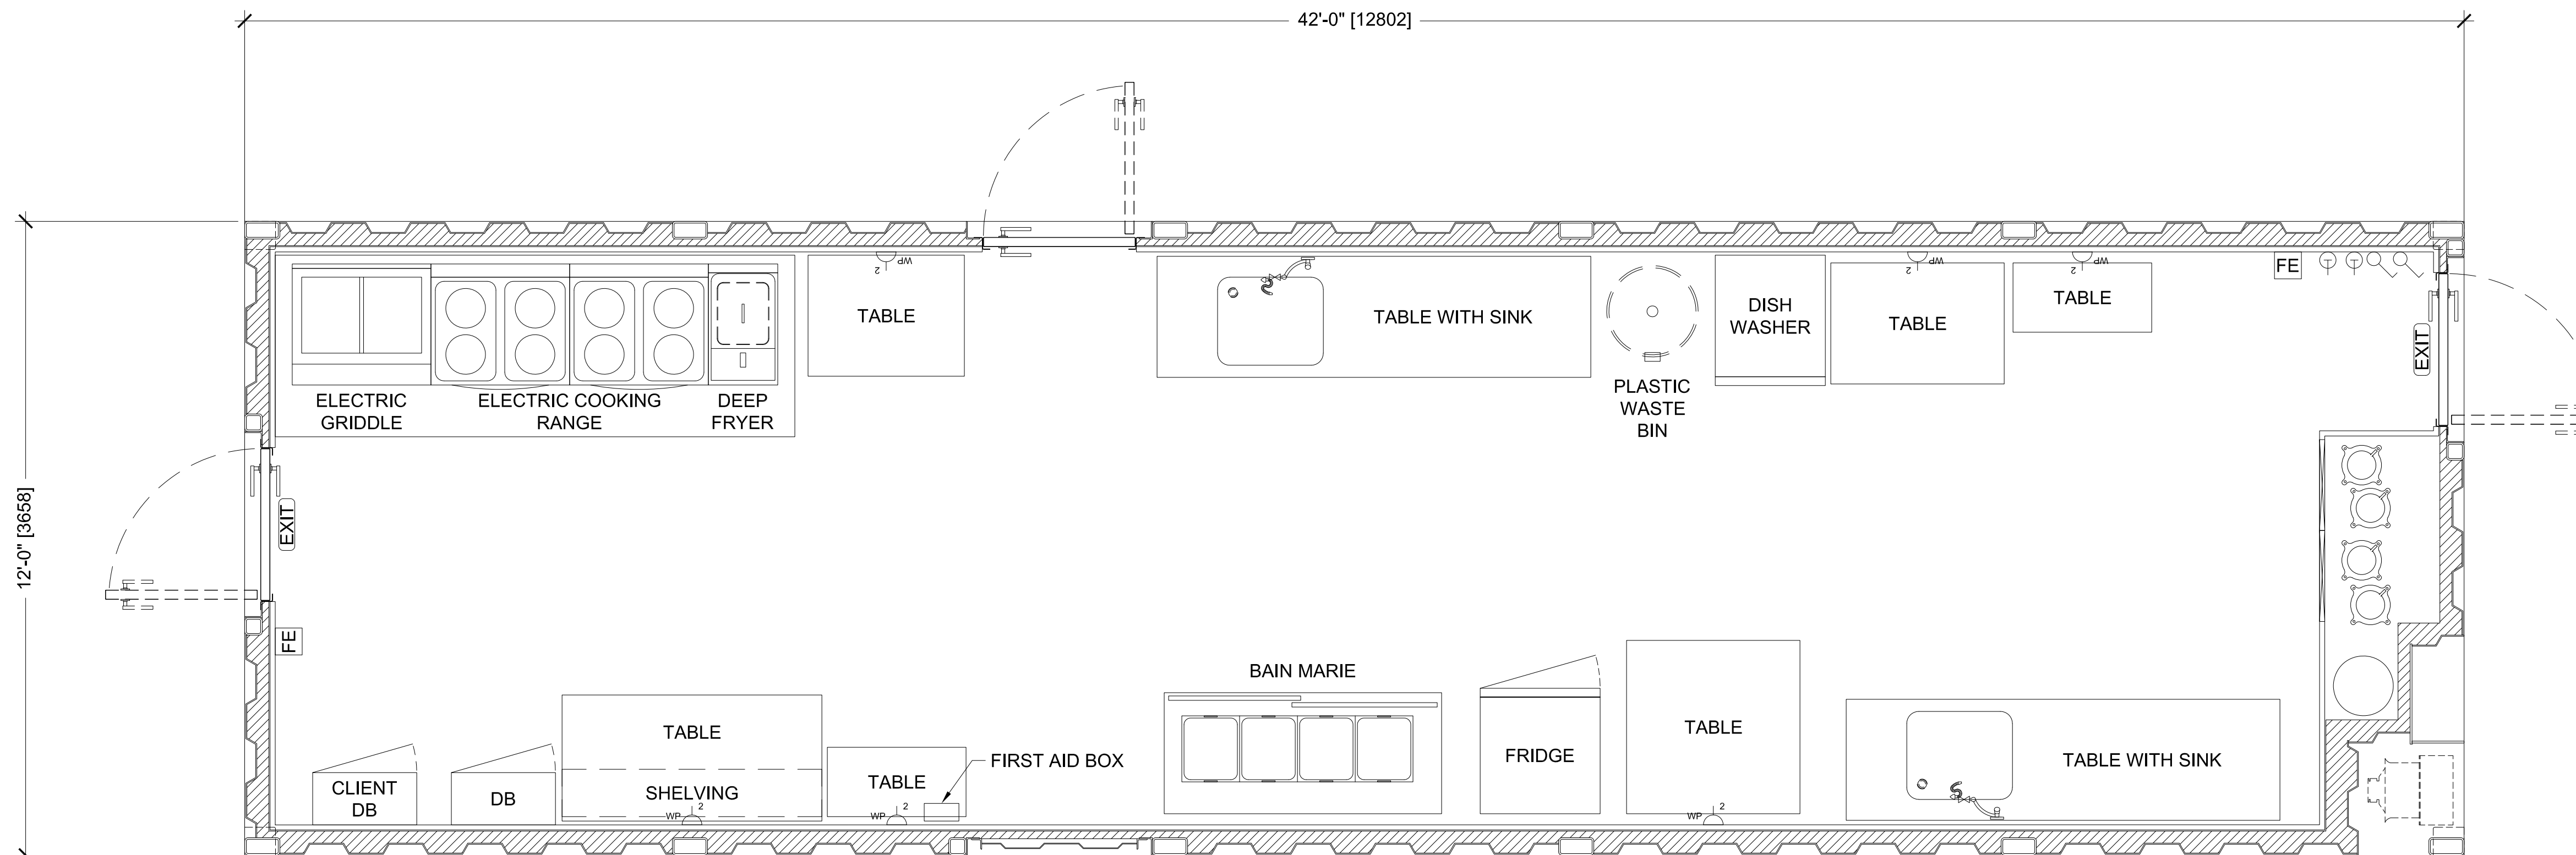 42'-0" [12802]
12'-0" [3658]
WP
2
WP
2
WP
2
FE
TABLE
TABLE WITH SINK
DISH
WASHER
TABLE
TABLE
EXIT
ELECTRIC
GRIDDLE
ELECTRIC COOKING
RANGE
DEEP
FRYER
PLASTIC
WASTE
BIN
EXIT
FE
BAIN MARIE
TABLE
TABLE
FIRST AID BOX
FRIDGE
TABLE WITH SINK
CLIENT
DB
DB
SHELVING
TABLE
WP
2
WP
2
WP
2